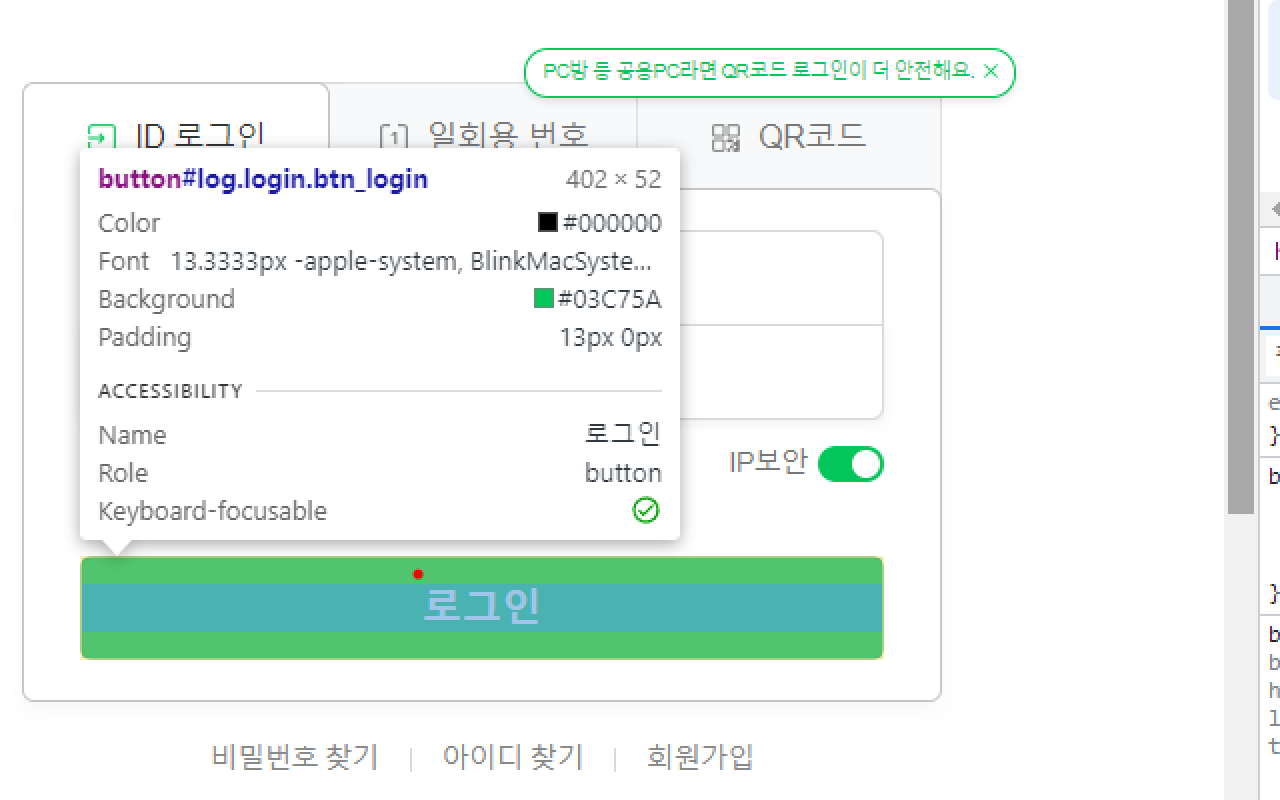 PC방 등 공용PC라면 QR코드 로그인이 더 안전해요.
ID 로그인
1 일회용 번호
QR코드
button#log.login.btn_login 402 × 52
Color #000000
Font 13.3333px -apple-system, BlinkMacSyste...
Background #03C75A
Padding 13px 0px
ACCESSIBILITY
Name 로그인
Role button
Keyboard-focusable
IP보안
로그인
비밀번호 찾기
아이디 찾기
회원가입
e
}
b
}
b
b
h
l
t